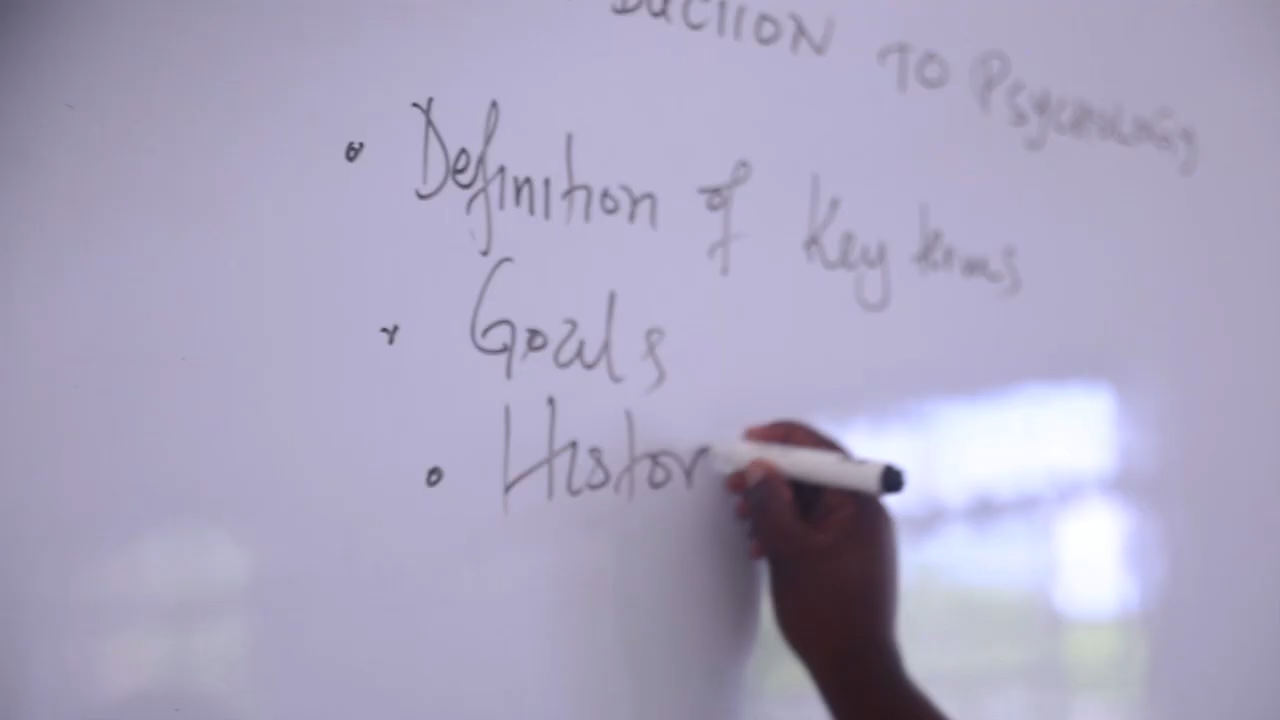 DUCTION TO PSYCHOLOGY
Definition of Key terms
Goals
Histor